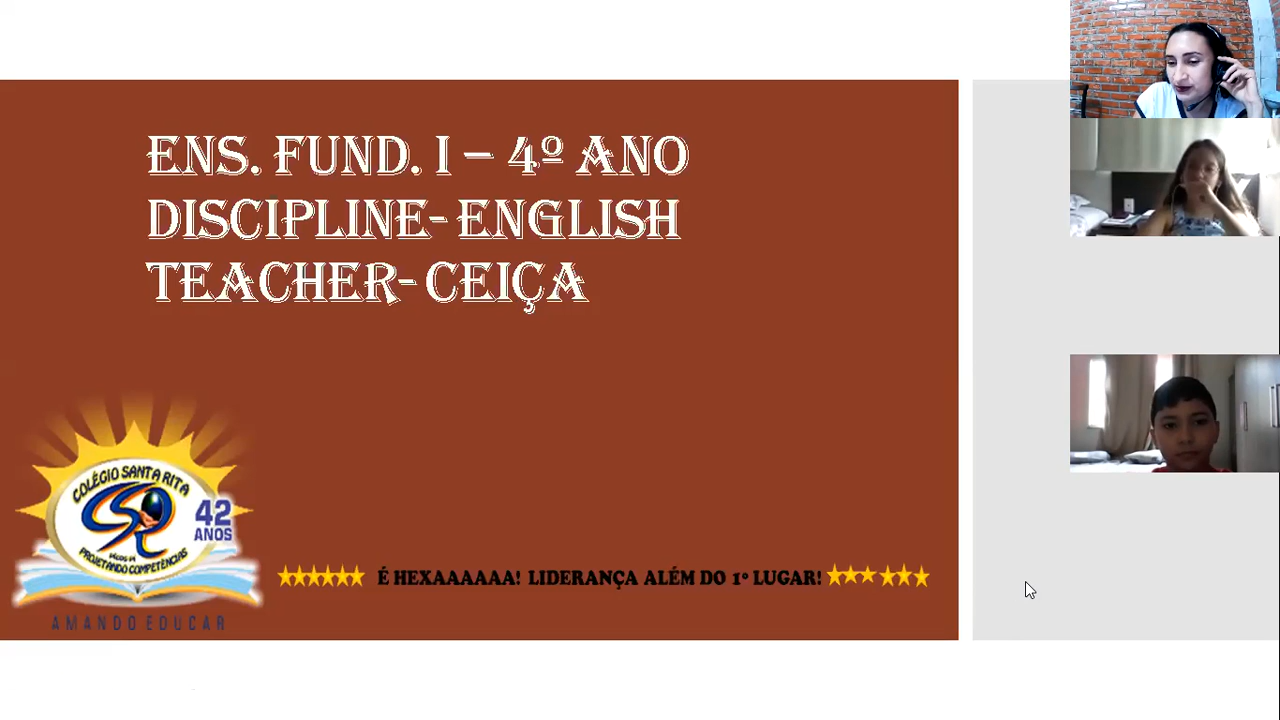 ENS. FUND. I – 4º ANO
DISCIPLINE- ENGLISH
TEACHER- CEIÇA
COLÉGIO SANTA RITA
42
ANOS
PROJETANDO COMPETÊNCIAS
AMANDO EDUCAR
É HEXAAAAAA! LIDERANÇA ALÉM DO 1º LUGAR!